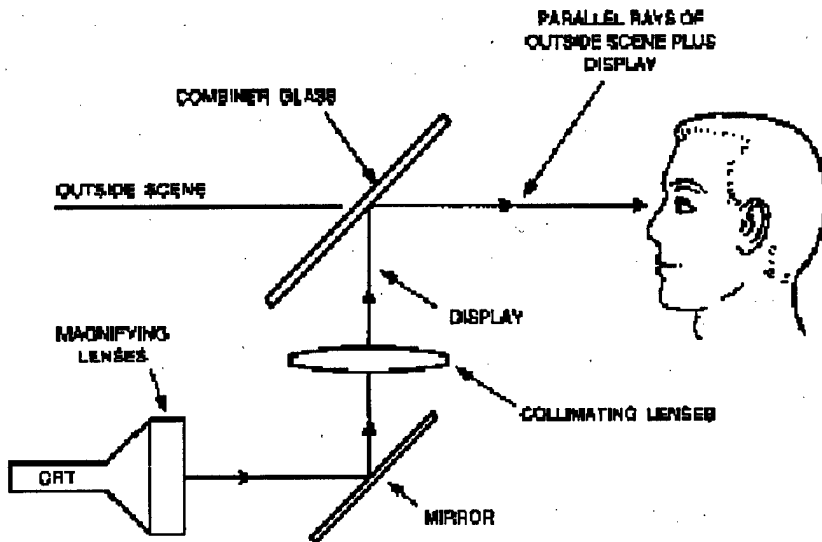 PARALLEL RAYS OF
OUTSIDE SCENE PLUS
DISPLAY
COMBINER GLASS
OUTSIDE SCENE
DISPLAY
MAGNIFYING
LENSES
COLLIMATING LENSES
CRT
MIRROR